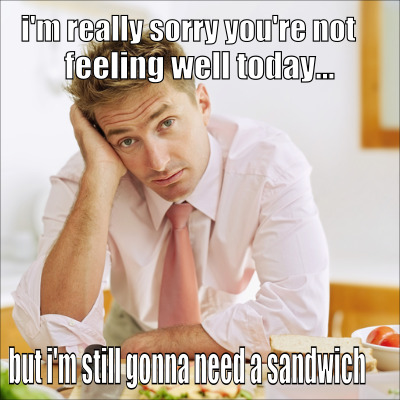 i'm really sorry you're not
feeling well today...
but i'm still gonna need a sandwich